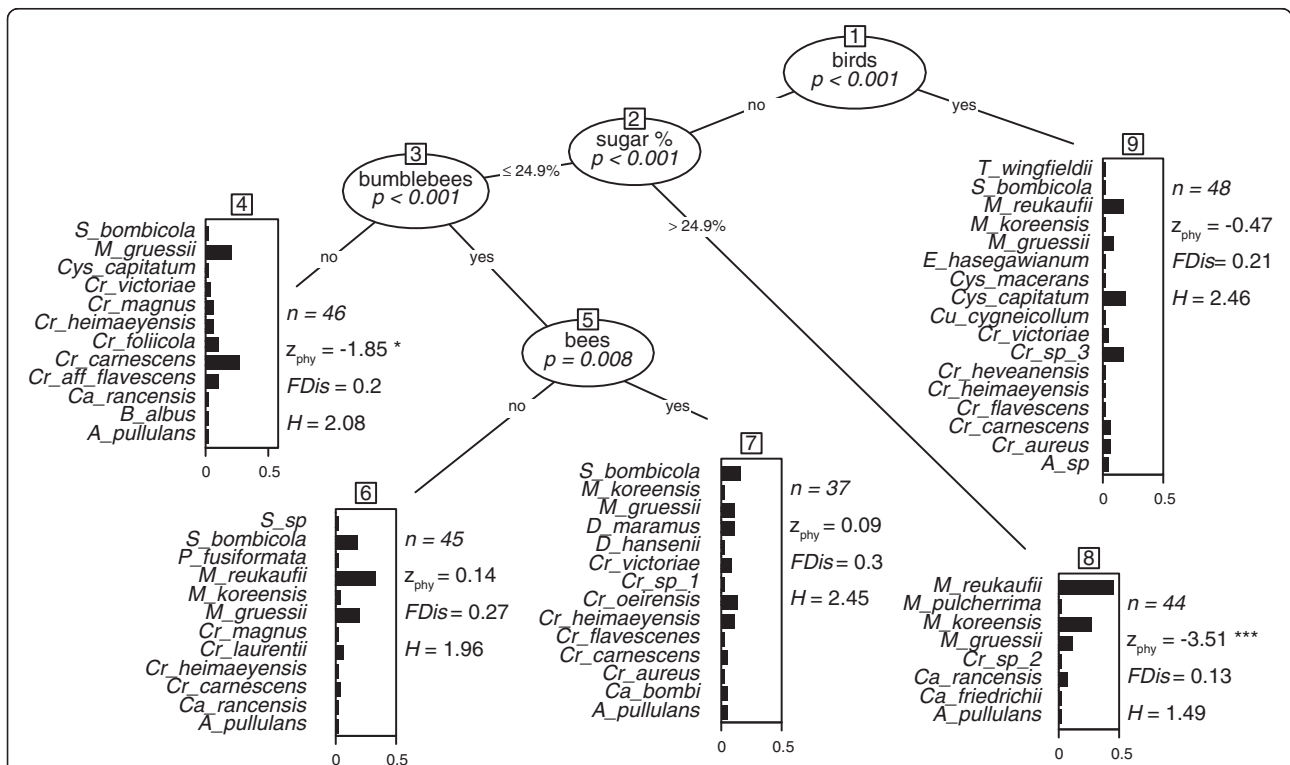 1
birds
p < 0.001
no
yes
2
sugar %
p < 0.001
≤ 24.9%
> 24.9%
3
bumblebees
p < 0.001
no
yes
4
S_bombicola
M_gruessii
Cys_capitatum
Cr_victoriae
Cr_magnus
Cr_heimaeyensis
Cr_foliicola
Cr_carnescens
Cr_aff_flavescens
Ca_rancensis
B_albus
A_pullulans
0 0.5
n = 46
zphy = -1.85 *
FDis = 0.2
H = 2.08
5
bees
p = 0.008
no
yes
6
S_sp
S_bombicola
P_fusiformata
M_reukaufii
M_koreensis
M_gruessii
Cr_magnus
Cr_laurentii
Cr_heimaeyensis
Cr_carnescens
Ca_rancensis
A_pullulans
0 0.5
n = 45
zphy = 0.14
FDis = 0.27
H = 1.96
7
S_bombicola
M_koreensis
M_gruessii
D_maramus
D_hansenii
Cr_victoriae
Cr_sp_1
Cr_oeirensis
Cr_heimaeyensis
Cr_flavescenes
Cr_carnescens
Cr_aureus
Ca_bombi
A_pullulans
0 0.5
n = 37
zphy = 0.09
FDis = 0.3
H = 2.45
8
M_reukaufii
M_pulcherrima
M_koreensis
M_gruessii
Cr_sp_2
Ca_rancensis
Ca_friedrichii
A_pullulans
0 0.5
n = 44
zphy = -3.51 ***
FDis = 0.13
H = 1.49
9
T_wingfieldii
S_bombicola
M_reukaufii
M_koreensis
M_gruessii
E_hasegawianum
Cys_macerans
Cys_capitatum
Cu_cygneicollum
Cr_victoriae
Cr_sp_3
Cr_heveanensis
Cr_heimaeyensis
Cr_flavescens
Cr_carnescens
Cr_aureus
A_sp
0 0.5
n = 48
zphy = -0.47
FDis= 0.21
H = 2.46